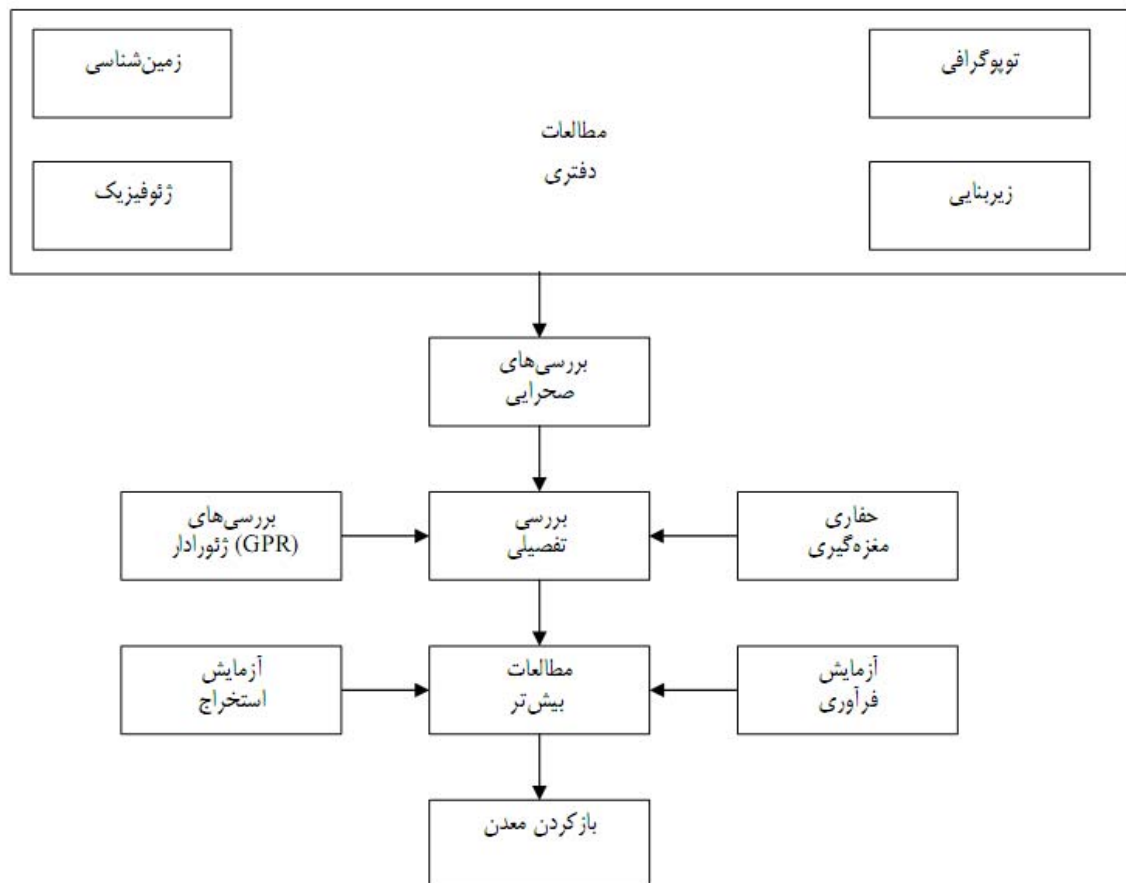 توپوگرافی
زمین‌شناسی
مطالعات
دفتری
زیربنایی
ژئوفیزیک
بررسی‌های
صحرایی
حفاری
مغزه‌گیری
بررسی
تفصیلی
بررسی‌های
ژئورادار (GPR)
آزمایش
فرآوری
مطالعات
بیش‌تر
آزمایش
استخراج
بازکردن معدن